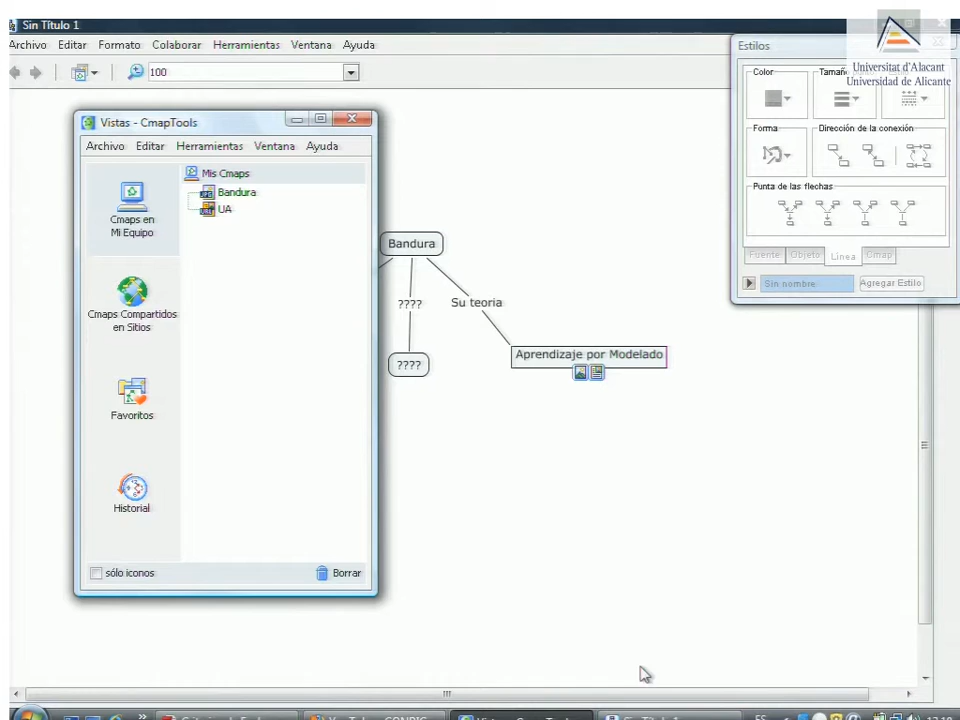 Sin Título 1
Archivo Editar Formato Colaborar Herramientas Ventana Ayuda
100
Universitat d'Alacant
Universidad de Alicante
Estilos
Color
Forma
Dirección de la conexión
Punta de las flechas
Fuente Objeto Línea Cmap
Sin nombre Agregar Estilo
Vistas - CmapTools
Archivo Editar Herramientas Ventana Ayuda
Mis Cmaps
Bandura
UA
Cmaps en
Mi Equipo
Cmaps Compartidos
en Sitios
Favoritos
Historial
sólo iconos Borrar
Bandura
????
Su teoria
????
Aprendizaje por Modelado